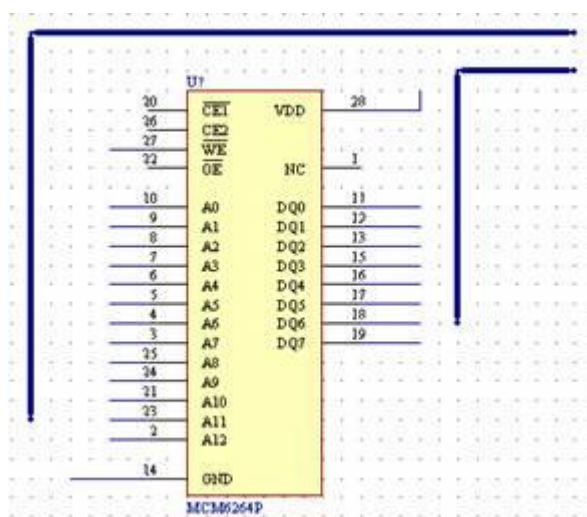 U?
20 CE1 VDD 28
26 CE2
27 WE
22 OE NC 1
10 A0 DQ0 11
9 A1 DQ1 12
8 A2 DQ2 13
7 A3 DQ3 15
6 A4 DQ4 16
5 A5 DQ5 17
4 A6 DQ6 18
3 A7 DQ7 19
25 A8
24 A9
21 A10
23 A11
2 A12
14 GND
MCM6264P